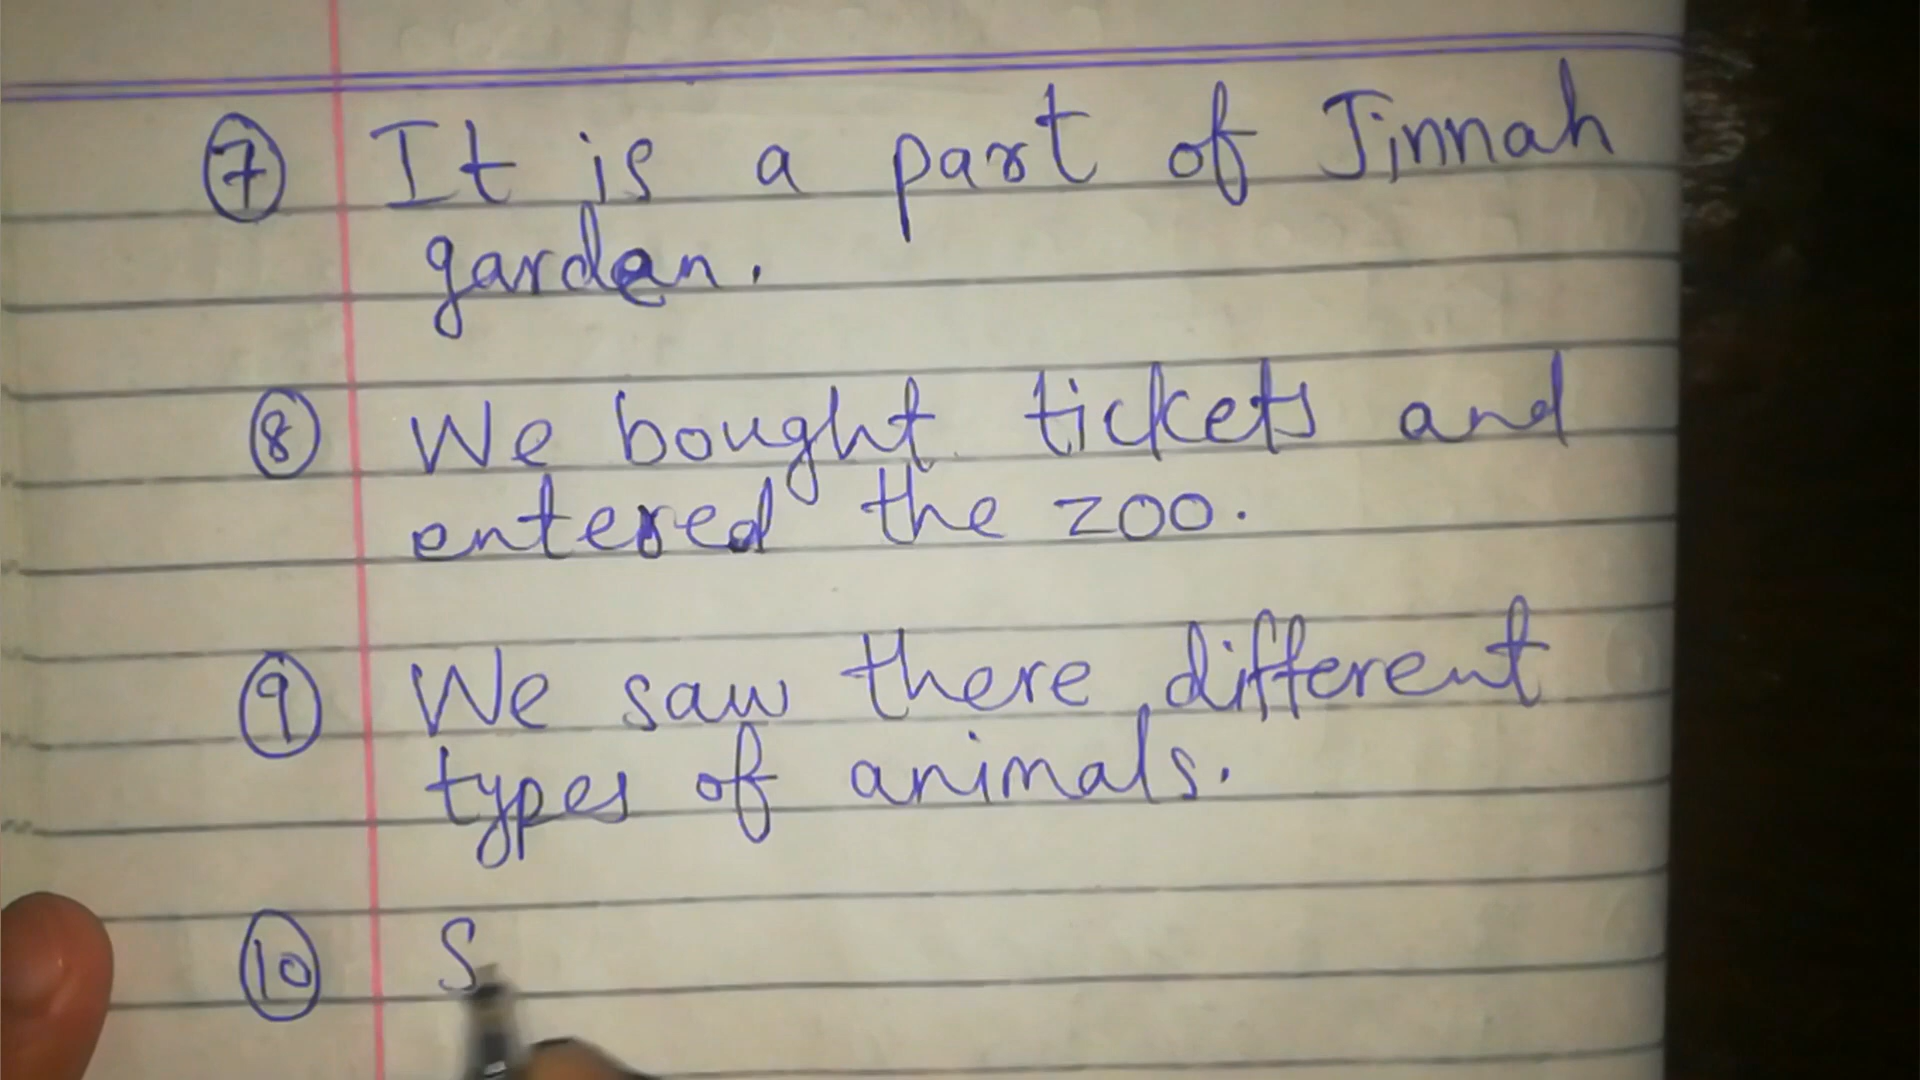 7 It is a part of Jinnah
garden.
8 We bought tickets and
entered the zoo.
9 We saw there different
types of animals.
10 S